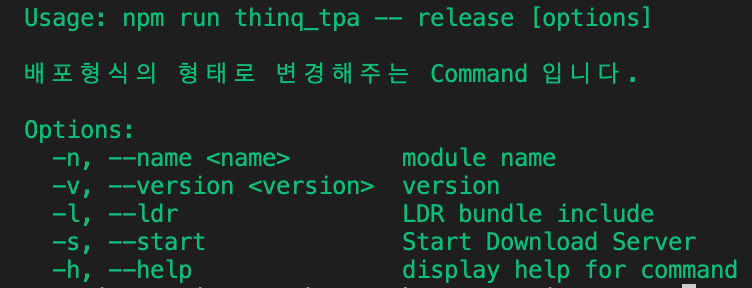 Usage: npm run thinq_tpa -- release [options]
배포형식의 형태로 변경해주는 Command 입니다.
Options:
-n, --name <name> module name
-v, --version <version> version
-l, --ldr LDR bundle include
-s, --start Start Download Server
-h, --help display help for command